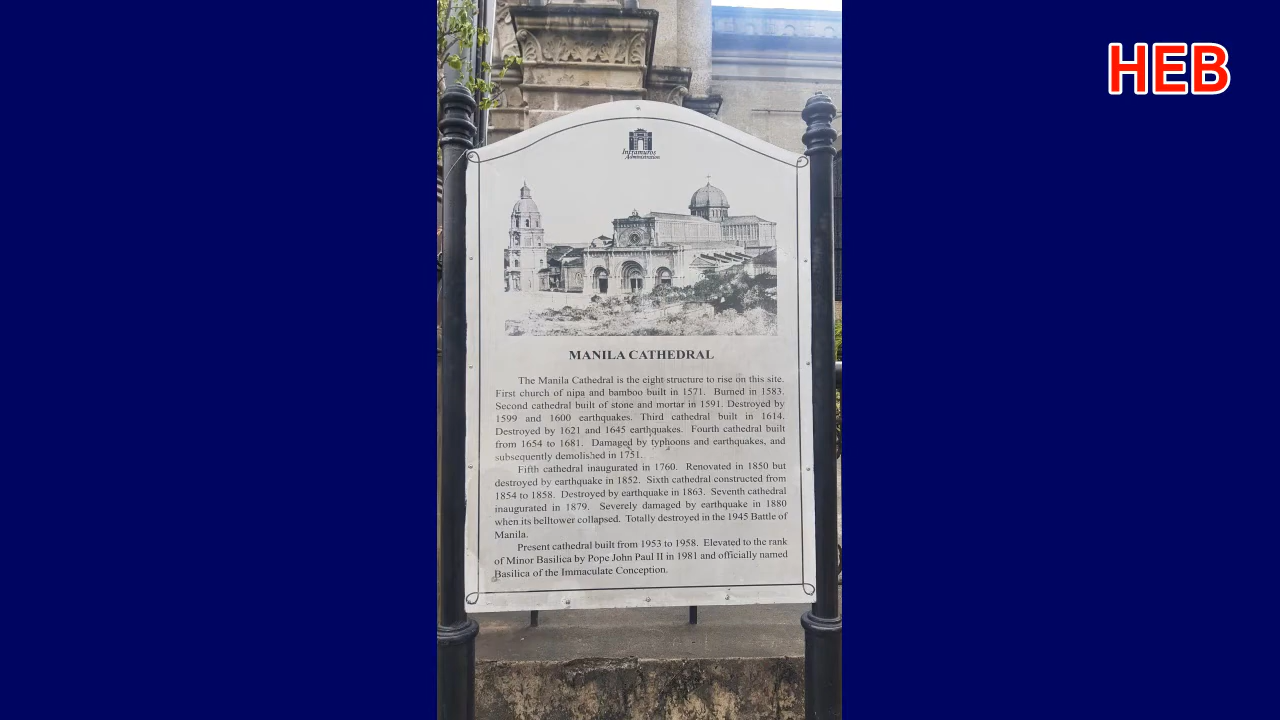 HEB
Intramuros
Administration
MANILA CATHEDRAL
The Manila Cathedral is the eight structure to rise on this site.
First church of nipa and bamboo built in 1571. Burned in 1583.
Second cathedral built of stone and mortar in 1591. Destroyed by
1599 and 1600 earthquakes. Third cathedral built in 1614.
Destroyed by 1621 and 1645 earthquakes. Fourth cathedral built
from 1654 to 1681. Damaged by typhoons and earthquakes, and
subsequently demolished in 1751.
Fifth cathedral inaugurated in 1760. Renovated in 1850 but
destroyed by earthquake in 1852. Sixth cathedral constructed from
1854 to 1858. Destroyed by earthquake in 1863. Seventh cathedral
inaugurated in 1879. Severely damaged by earthquake in 1880
when its belltower collapsed. Totally destroyed in the 1945 Battle of
Manila.
Present cathedral built from 1953 to 1958. Elevated to the rank
of Minor Basilica by Pope John Paul II in 1981 and officially named
Basilica of the Immaculate Conception.